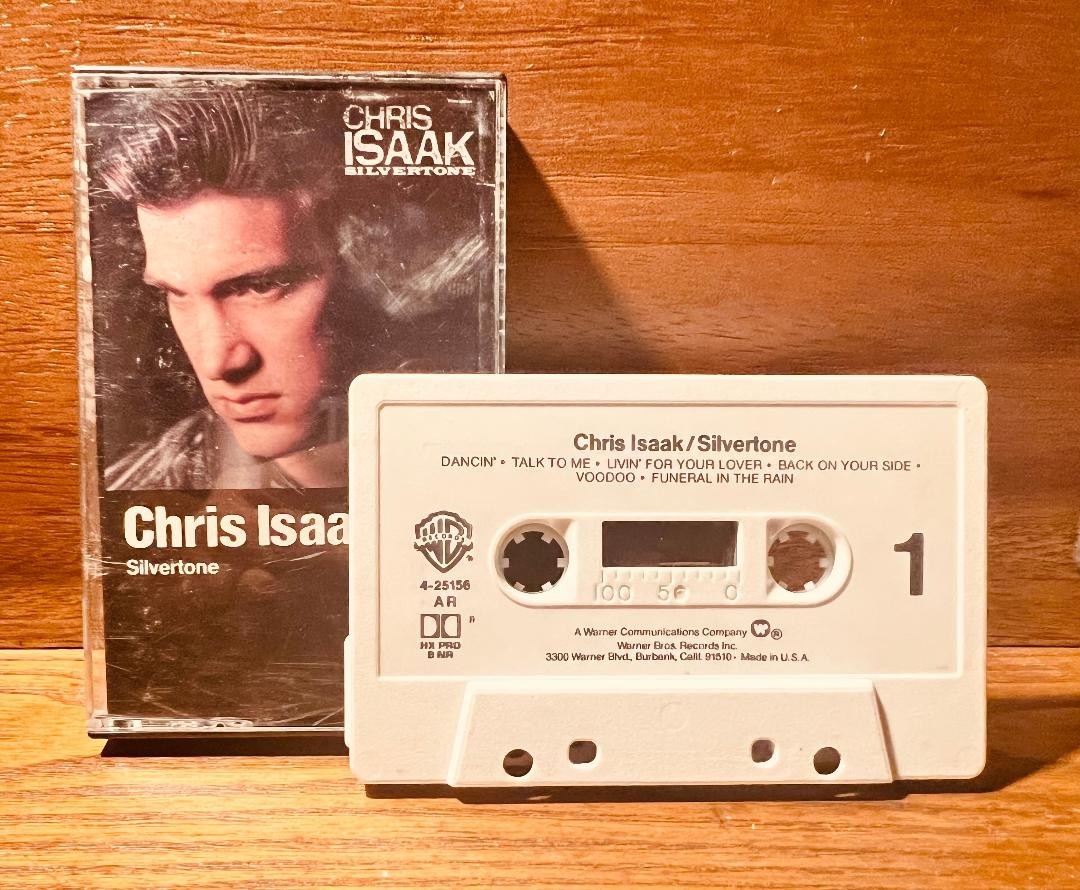 CHRIS
ISAAK
SILVERTONE
Chris Isaa
Silvertone
Chris Isaak/Silvertone
DANCIN' • TALK TO ME • LIVIN' FOR YOUR LOVER • BACK ON YOUR SIDE •
VOODOO • FUNERAL IN THE RAIN
RECORDS
4-25156
AR
HX PRO
B NR
100 50 0
1
A Warner Communications Company ®
Warner Bros. Records Inc.
3300 Warner Blvd., Burbank, Calif. 91510 • Made in U.S.A.